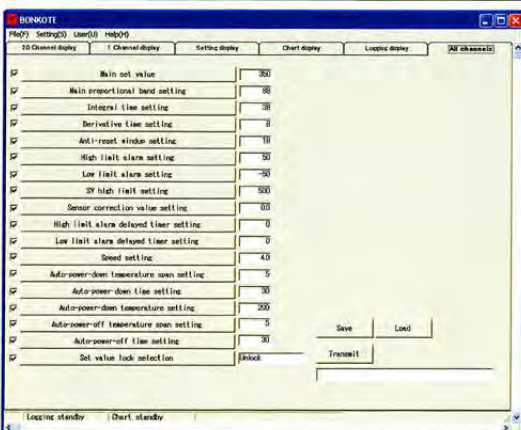 BONKOTE
File(F) Setting(S) User(U) Help(H)
20 Channel display 1 Channel display Setting display Chart display Logging display All channels
Main set value 350
Main proportional band setting
Integral time setting
Derivative time setting
Anti-reset windup setting
High limit alarm setting 50
Low limit alarm setting -50
SY high limit setting 500
Sensor correction value setting 0.0
High limit alarm delayed timer setting 0
Low limit alarm delayed timer setting 0
Speed setting 4.0
Auto-power-down temperature span setting 5
Auto-power-down time setting 30
Auto-power-down temperature setting 200
Auto-power-off temperature span setting 5
Auto-power-off time setting 30
Set value lock selection Unlock
Save Load
Transmit
Logging standby Chart standby